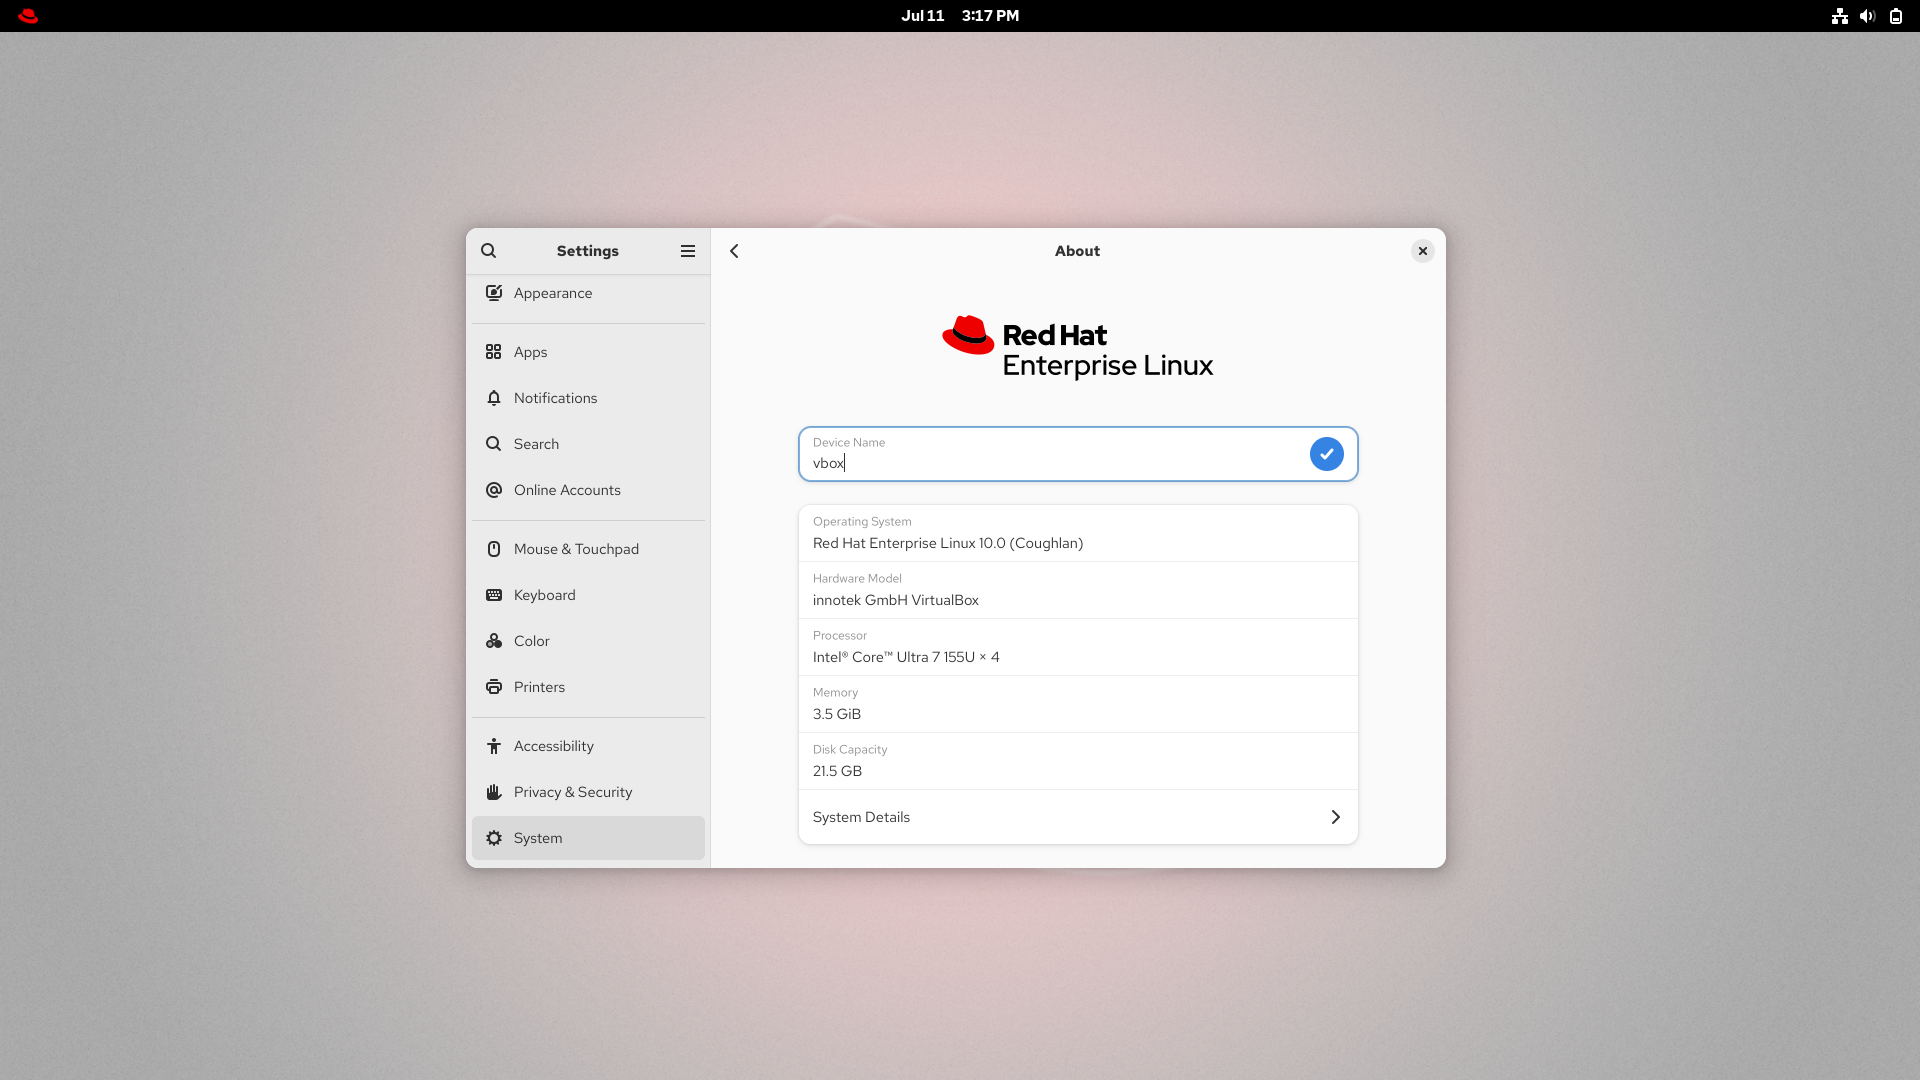 Jul 11 3:17 PM
Settings
About
Appearance
Apps
Notifications
Search
Online Accounts
Mouse & Touchpad
Keyboard
Color
Printers
Accessibility
Privacy & Security
System
Red Hat
Enterprise Linux
Device Name
vbox
Operating System
Red Hat Enterprise Linux 10.0 (Coughlan)
Hardware Model
innotek GmbH VirtualBox
Processor
Intel® Core™ Ultra 7 155U × 4
Memory
3.5 GiB
Disk Capacity
21.5 GB
System Details